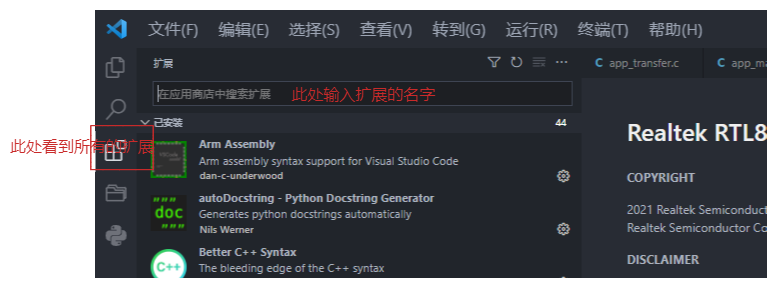 文件(F) 编辑(E) 选择(S) 查看(V) 转到(G) 运行(R) 终端(T) 帮助(H)
扩展
app_transfer.c
app_ma
在应用商店中搜索扩展
此处输入扩展的名字
已安装
44
此处看到所有的扩展
Arm Assembly
Arm assembly syntax support for Visual Studio Code
dan-c-underwood
autoDocstring - Python Docstring Generator
Generates python docstrings automatically
Nils Werner
doc
Better C++ Syntax
The bleeding edge of the C++ syntax
C++
Realtek RTL8
COPYRIGHT
2021 Realtek Semiconduct
Realtek Semiconductor Co
DISCLAIMER